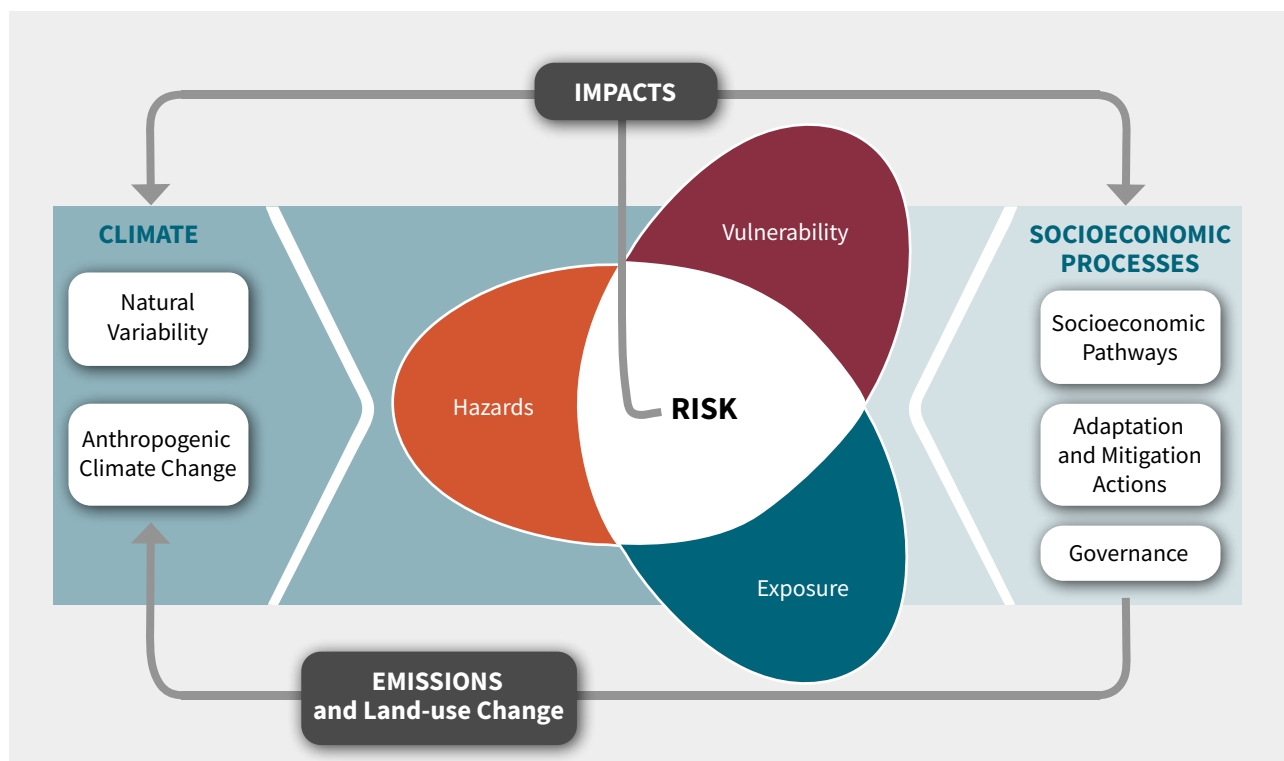 IMPACTS
CLIMATE
Natural
Variability
Anthropogenic
Climate Change
Vulnerability
Hazards
RISK
Exposure
SOCIOECONOMIC
PROCESSES
Socioeconomic
Pathways
Adaptation
and Mitigation
Actions
Governance
EMISSIONS
and Land-use Change